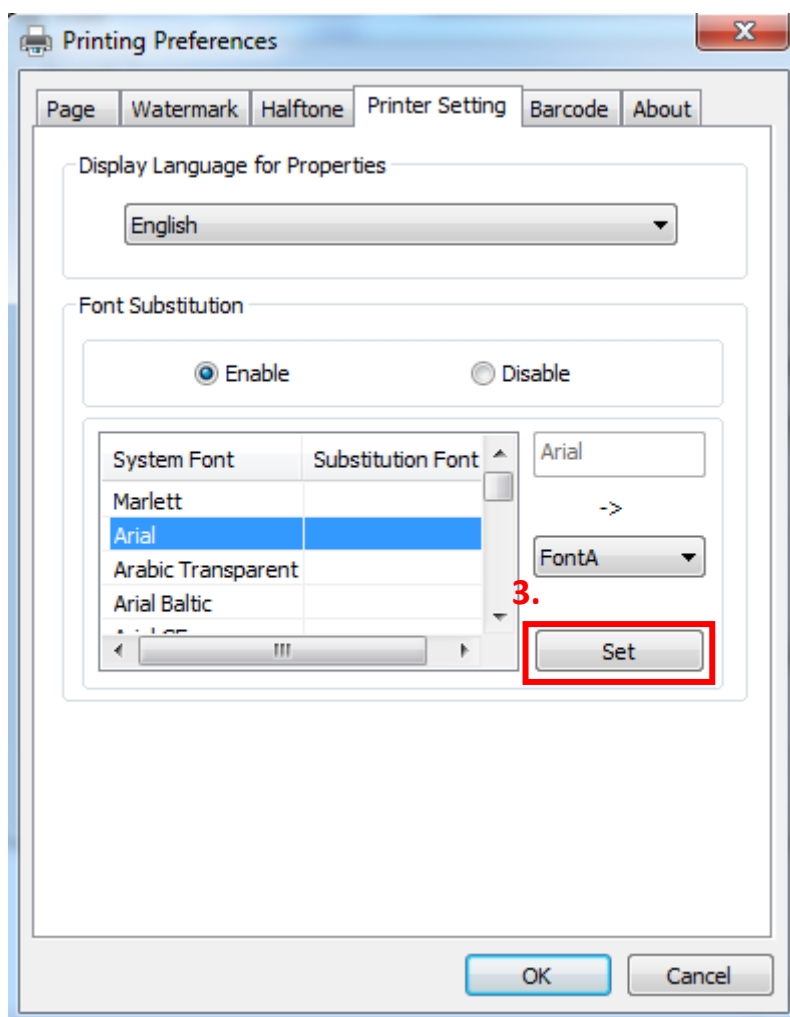 Printing Preferences
Page Watermark Halftone Printer Setting Barcode About
Display Language for Properties
English
Font Substitution
Enable Disable
System Font Substitution Font
Arial
Marlett
->
Arial
Arabic Transparent
FontA
Arial Baltic
3.
Set
OK Cancel